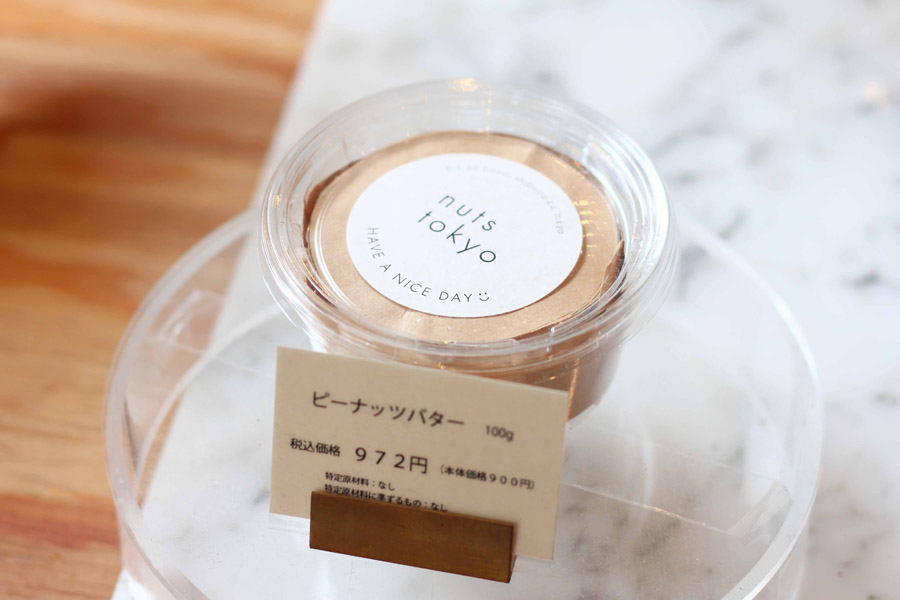 nuts
tokyo
HAVE A NICE DAY
ピーナッツバター 100g
税込価格 972円 (本体価格900円)
特定原材料：なし
特定原材料に準ずるもの：なし